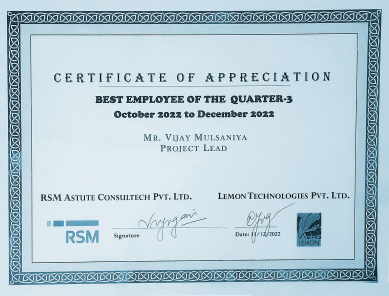 CERTIFICATE OF APPRECIATION
BEST EMPLOYEE OF THE QUARTER-3
October 2022 to December 2022
MR. VIJAY MULSANIYA
PROJECT LEAD
RSM ASTUTE CONSULTECH PVT. LTD. LEMON TECHNOLOGIES PVT. LTD.
RSM
Signature
Date: 11/12/2022
LEMON